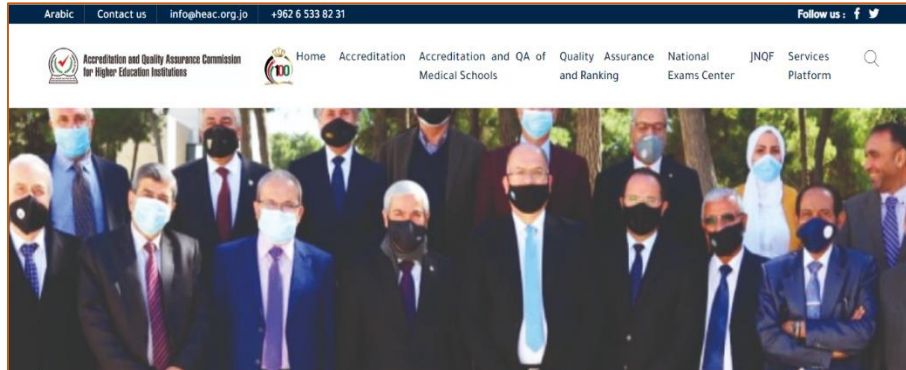 Arabic Contact us info@heac.org.jo +962 6 533 82 31 Follow us :
Accreditation and Quality Assurance Commission
for Higher Education Institutions
100
Home Accreditation Accreditation and QA of
Medical Schools
Quality Assurance
and Ranking
National
Exams Center
JNQF
Services
Platform